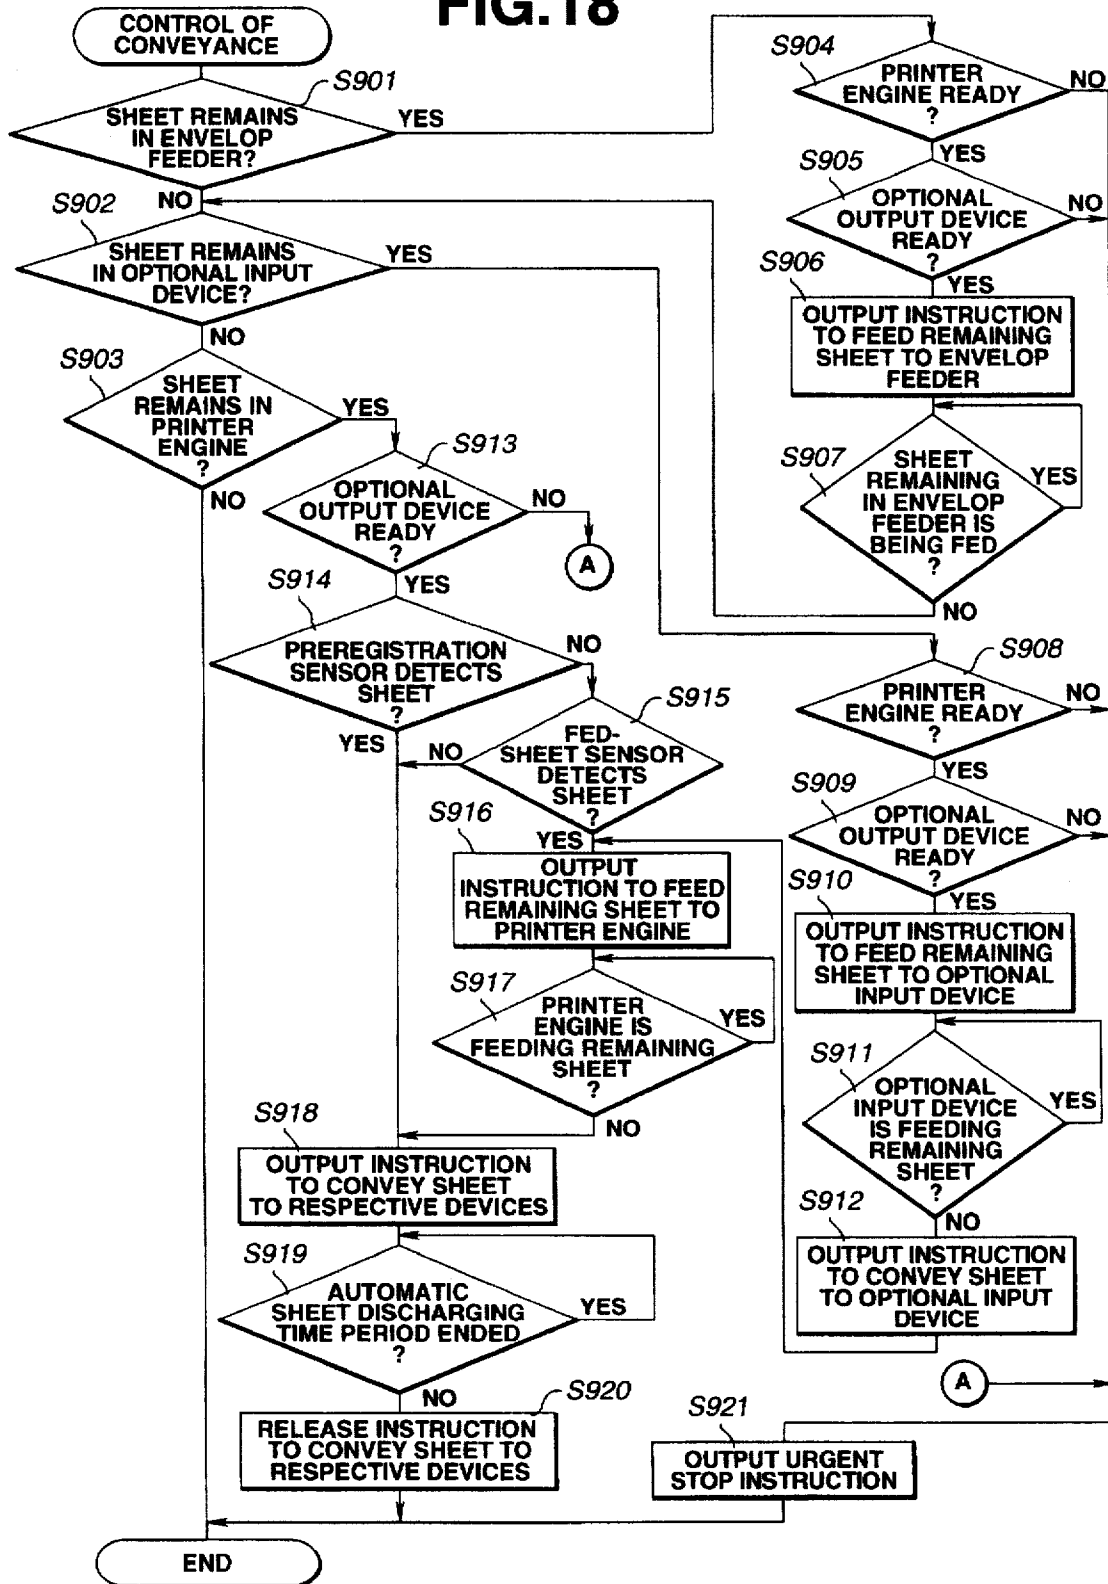 FIG.18
CONTROL OF
CONVEYANCE
S901
SHEET REMAINS
IN ENVELOP
FEEDER?
YES
NO
S902
SHEET REMAINS
IN OPTIONAL INPUT
DEVICE?
YES
NO
S903
SHEET
REMAINS IN
PRINTER
ENGINE
?
YES
NO
S913
OPTIONAL
OUTPUT DEVICE
READY
?
NO
A
YES
S914
PREREGISTRATION
SENSOR DETECTS
SHEET
?
NO
YES
S915
FED-
SHEET SENSOR
DETECTS
SHEET
?
NO
YES
S916
OUTPUT
INSTRUCTION TO FEED
REMAINING SHEET TO
PRINTER ENGINE
S917
PRINTER
ENGINE IS
FEEDING REMAINING
SHEET
?
YES
NO
S918
OUTPUT INSTRUCTION
TO CONVEY SHEET
TO RESPECTIVE DEVICES
S919
AUTOMATIC
SHEET DISCHARGING
TIME PERIOD ENDED
?
YES
NO
S920
RELEASE INSTRUCTION
TO CONVEY SHEET TO
RESPECTIVE DEVICES
END
S904
PRINTER
ENGINE READY
?
NO
YES
S905
OPTIONAL
OUTPUT DEVICE
READY
?
NO
YES
S906
OUTPUT INSTRUCTION
TO FEED REMAINING
SHEET TO ENVELOP
FEEDER
S907
SHEET
REMAINING
IN ENVELOP
FEEDER IS
BEING FED
?
YES
NO
S908
PRINTER
ENGINE READY
?
NO
YES
S909
OPTIONAL
OUTPUT DEVICE
READY
?
NO
YES
S910
OUTPUT INSTRUCTION
TO FEED REMAINING
SHEET TO OPTIONAL
INPUT DEVICE
S911
OPTIONAL
INPUT DEVICE
IS FEEDING
REMAINING
SHEET
?
YES
NO
S912
OUTPUT INSTRUCTION
TO CONVEY SHEET
TO OPTIONAL INPUT
DEVICE
A
S921
OUTPUT URGENT
STOP INSTRUCTION